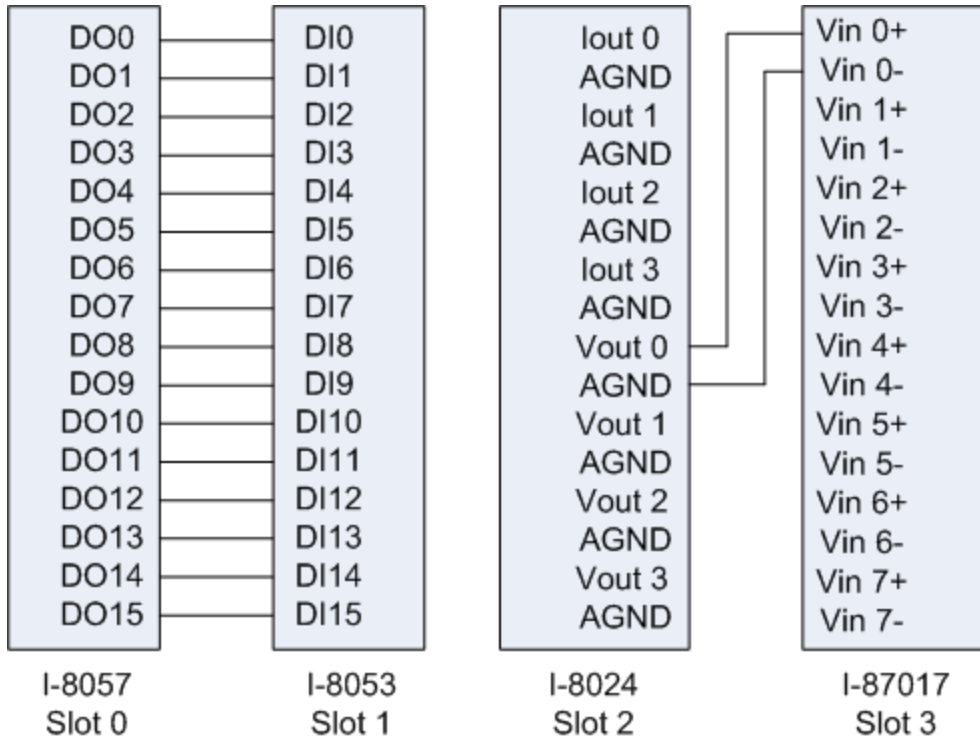 DO0
DO1
DO2
DO3
DO4
DO5
DO6
DO7
DO8
DO9
DO10
DO11
DO12
DO13
DO14
DO15
I-8057
Slot 0
DI0
DI1
DI2
DI3
DI4
DI5
DI6
DI7
DI8
DI9
DI10
DI11
DI12
DI13
DI14
DI15
I-8053
Slot 1
Iout 0
AGND
Iout 1
AGND
Iout 2
AGND
Iout 3
AGND
Vout 0
AGND
Vout 1
AGND
Vout 2
AGND
Vout 3
AGND
I-8024
Slot 2
Vin 0+
Vin 0-
Vin 1+
Vin 1-
Vin 2+
Vin 2-
Vin 3+
Vin 3-
Vin 4+
Vin 4-
Vin 5+
Vin 5-
Vin 6+
Vin 6-
Vin 7+
Vin 7-
I-87017
Slot 3